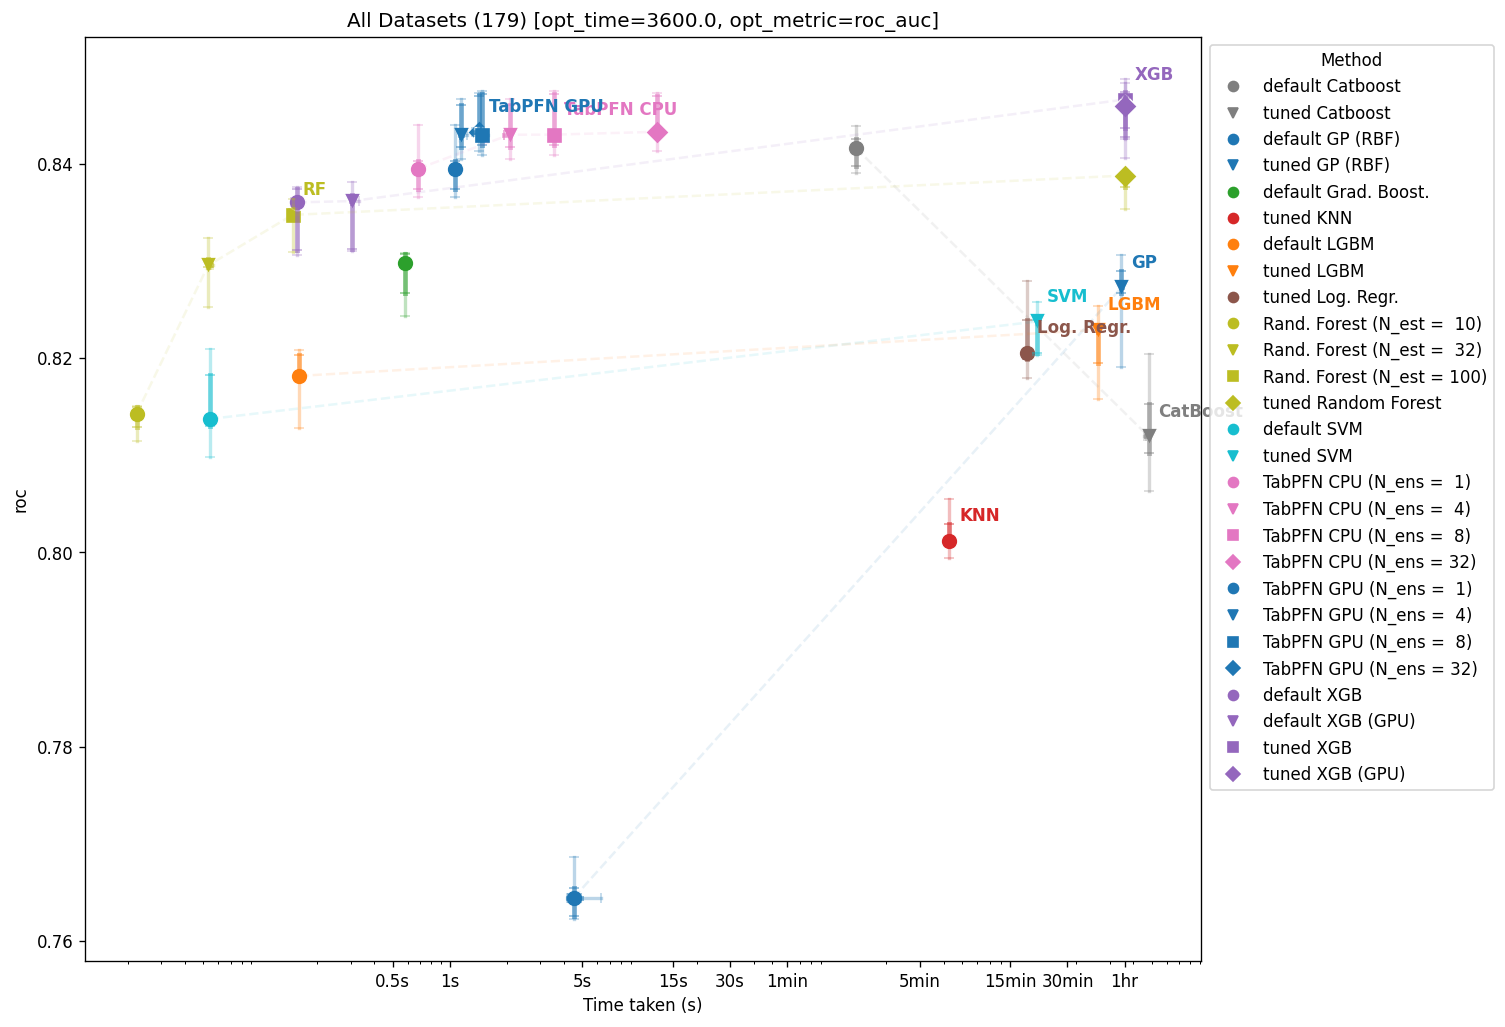 All Datasets (179) [opt_time=3600.0, opt_metric=roc_auc]
roc
0.84
0.82
0.80
0.78
0.76
XGB
TabPFN GPU
TabPFN CPU
RF
GP
SVM
LGBM
Log. Regr.
CatBoost
KNN
0.5s
1s
5s
15s
30s
1min
5min
15min
30min
1hr
Time taken (s)
Method
default Catboost
tuned Catboost
default GP (RBF)
tuned GP (RBF)
default Grad. Boost.
tuned KNN
default LGBM
tuned LGBM
tuned Log. Regr.
Rand. Forest (N_est =  10)
Rand. Forest (N_est =  32)
Rand. Forest (N_est = 100)
tuned Random Forest
default SVM
tuned SVM
TabPFN CPU (N_ens =  1)
TabPFN CPU (N_ens =  4)
TabPFN CPU (N_ens =  8)
TabPFN CPU (N_ens = 32)
TabPFN GPU (N_ens =  1)
TabPFN GPU (N_ens =  4)
TabPFN GPU (N_ens =  8)
TabPFN GPU (N_ens = 32)
default XGB
default XGB (GPU)
tuned XGB
tuned XGB (GPU)